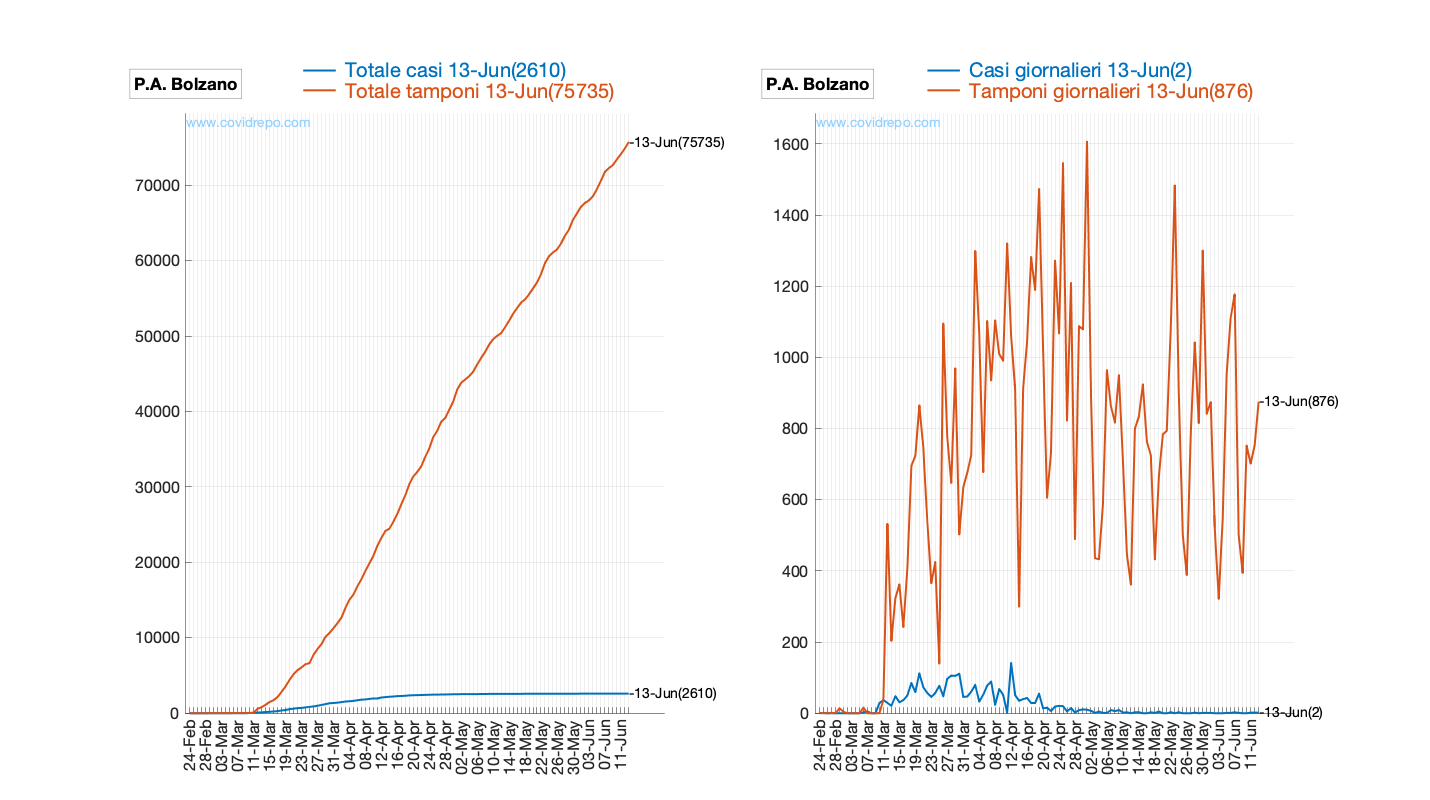 P.A. Bolzano
Totale casi 13-Jun(2610)
Totale tamponi 13-Jun(75735)
www.covidrepo.com
13-Jun(75735)
70000
60000
50000
40000
30000
20000
10000
0
13-Jun(2610)
24-Feb
28-Feb
03-Mar
07-Mar
11-Mar
15-Mar
19-Mar
23-Mar
27-Mar
31-Mar
04-Apr
08-Apr
12-Apr
16-Apr
20-Apr
24-Apr
28-Apr
02-May
06-May
10-May
14-May
18-May
22-May
26-May
30-May
03-Jun
07-Jun
11-Jun
P.A. Bolzano
Casi giornalieri 13-Jun(2)
Tamponi giornalieri 13-Jun(876)
www.covidrepo.com
1600
1400
1200
1000
800
600
400
200
0
13-Jun(876)
13-Jun(2)
24-Feb
28-Feb
03-Mar
07-Mar
11-Mar
15-Mar
19-Mar
23-Mar
27-Mar
31-Mar
04-Apr
08-Apr
12-Apr
16-Apr
20-Apr
24-Apr
28-Apr
02-May
06-May
10-May
14-May
18-May
22-May
26-May
30-May
03-Jun
07-Jun
11-Jun